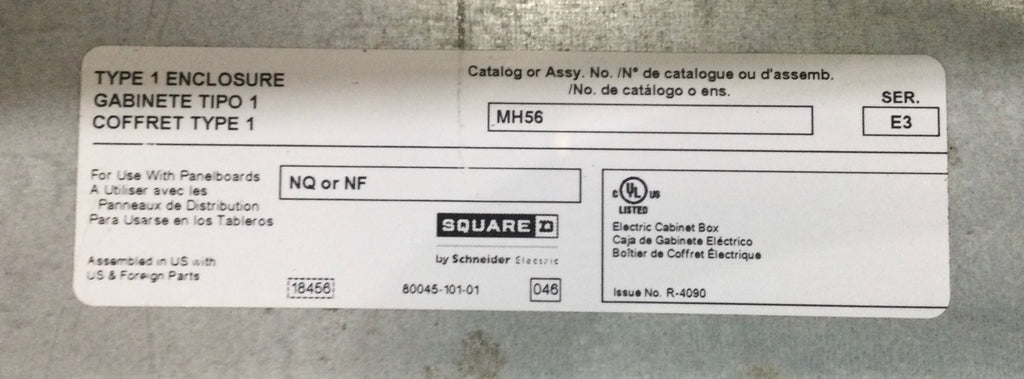 TYPE 1 ENCLOSURE
GABINETE TIPO 1
COFFRET TYPE 1
Catalog or Assy. No. /N° de catalogue ou d'assemb.
/No. de catálogo o ens.
MH56
SER.
E3
For Use With Panelboards
A Utiliser avec les
Panneaux de Distribution
Para Usarse en los Tableros
NQ or NF
SQUARE D
by Schneider Electric
Assembled in US with
US & Foreign Parts
18456
80045-101-01
046
C UL US
LISTED
Electric Cabinet Box
Caja de Gabinete Eléctrico
Boîtier de Coffret Électrique
Issue No. R-4090